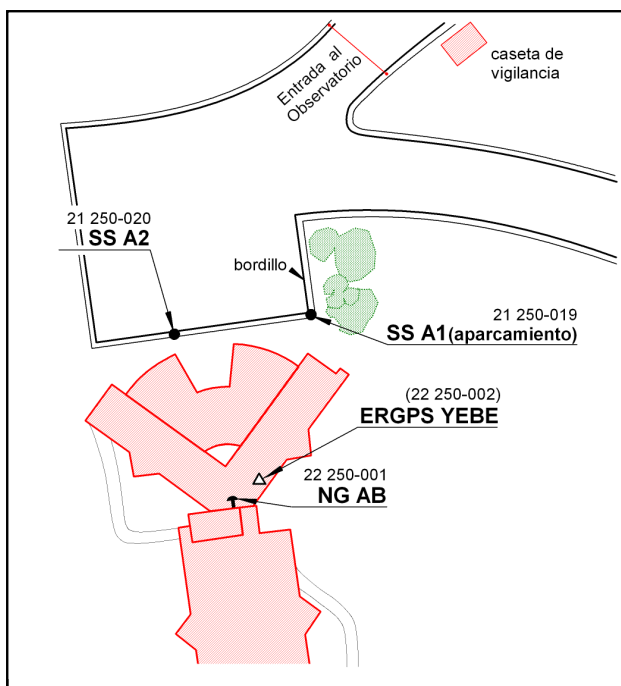 Entrada al
Observatorio
caseta de
vigilancia
21 250-020
SS A2
bordillo
21 250-019
SS A1(aparcamiento)
(22 250-002)
ERGPS YEBE
22 250-001
NG AB